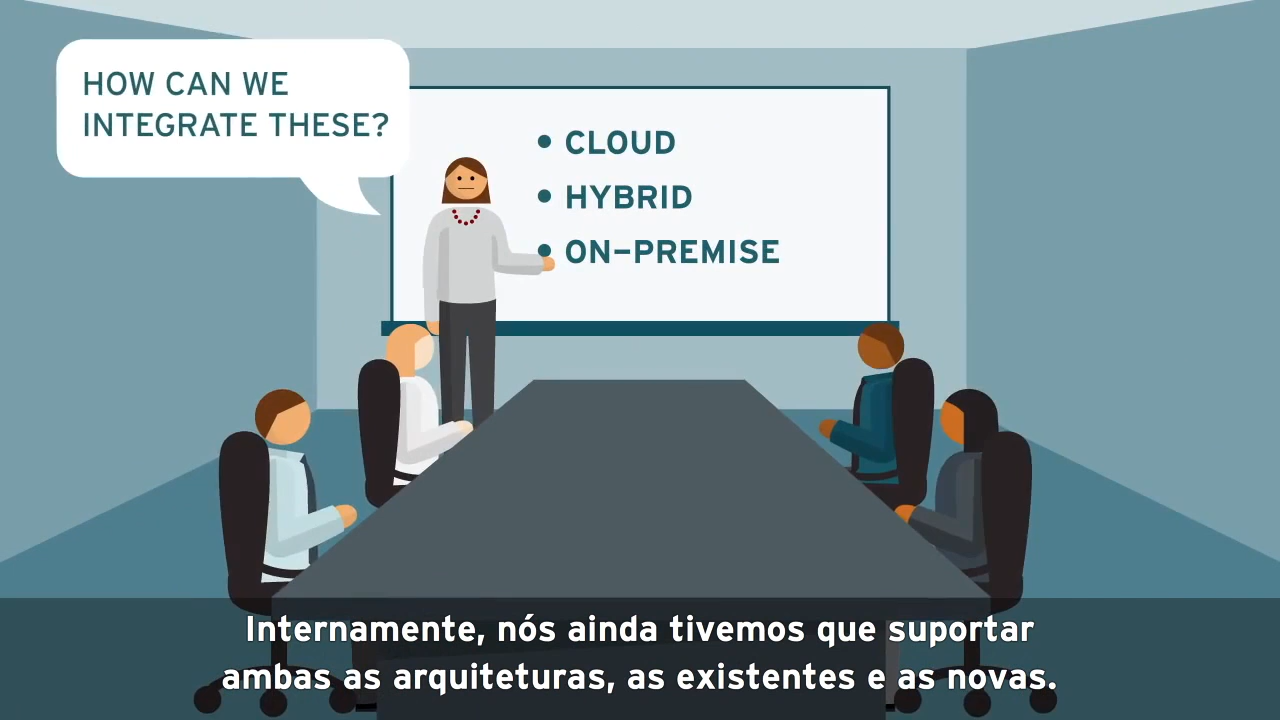 HOW CAN WE
INTEGRATE THESE?
• CLOUD
• HYBRID
• ON-PREMISE
Internamente, nós ainda tivemos que suportar
ambas as arquiteturas, as existentes e as novas.